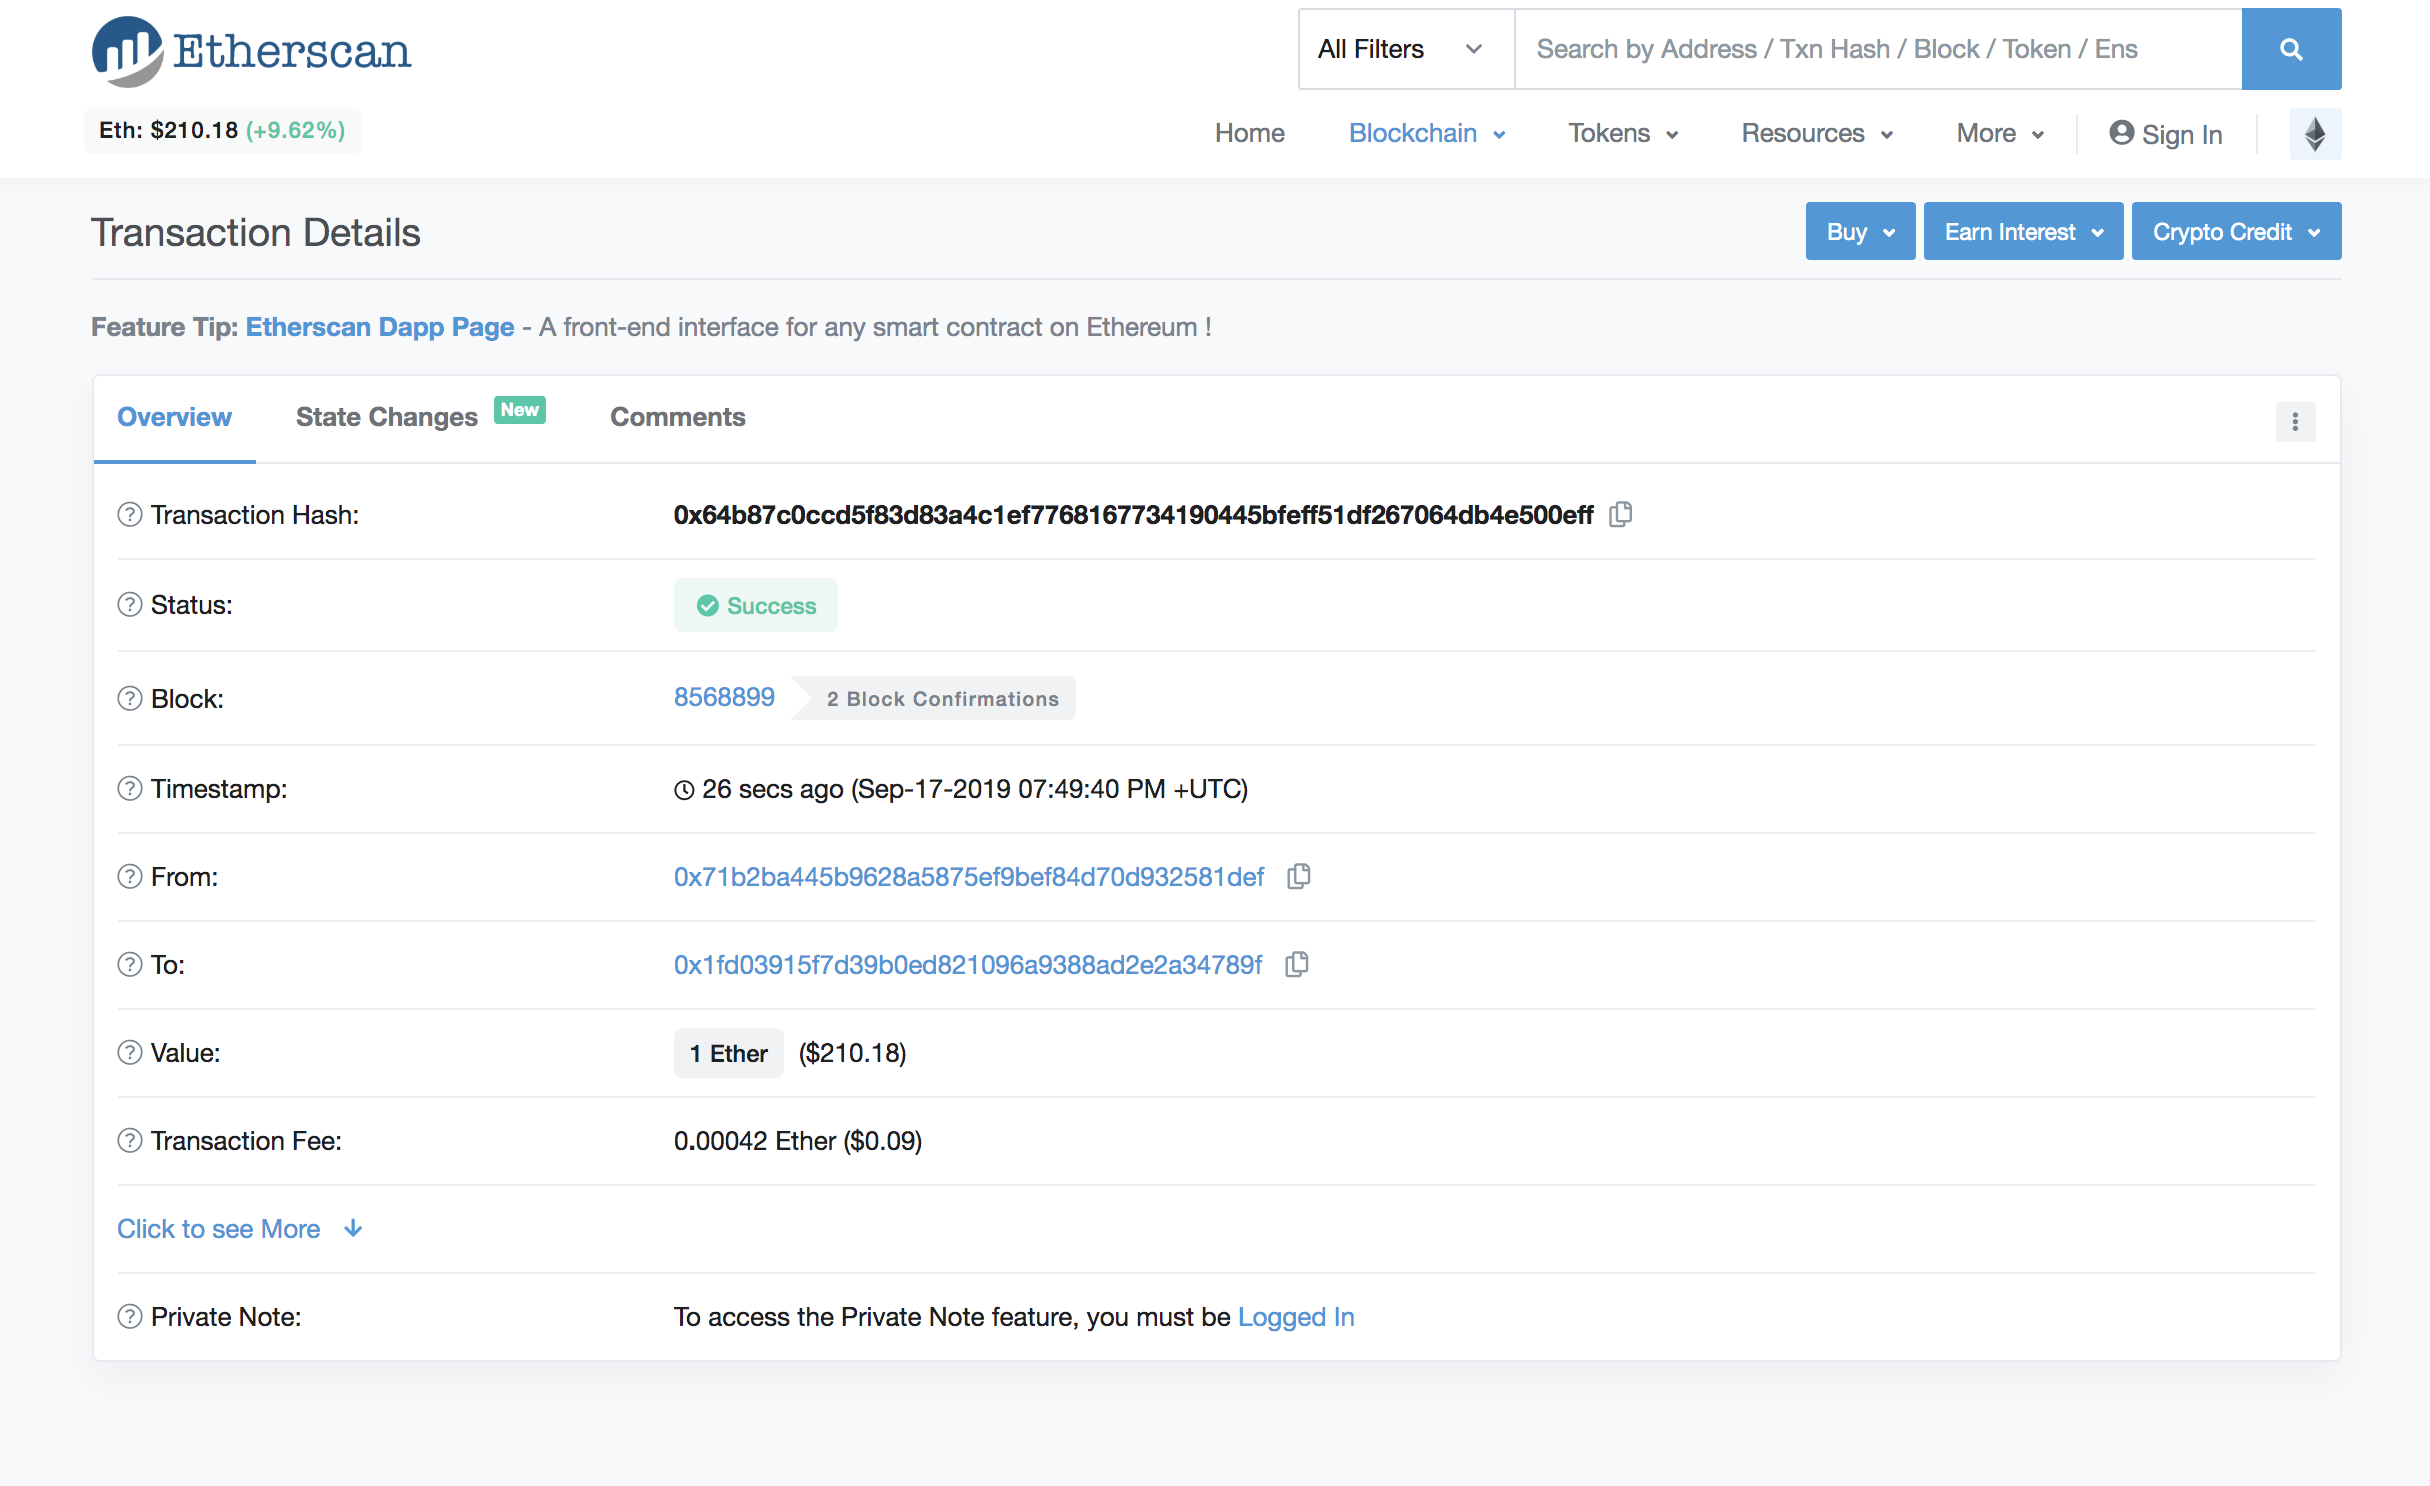 Etherscan
All Filters
Search by Address / Txn Hash / Block / Token / Ens
Eth: $210.18 (+9.62%)
Home Blockchain Tokens Resources More Sign In
Transaction Details
Buy Earn Interest Crypto Credit
Feature Tip: Etherscan Dapp Page - A front-end interface for any smart contract on Ethereum !
Overview State Changes New Comments
Transaction Hash: 0x64b87c0ccd5f83d83a4c1ef7768167734190445bfeff51df267064db4e500eff
Status: Success
Block: 8568899 2 Block Confirmations
Timestamp: 26 secs ago (Sep-17-2019 07:49:40 PM +UTC)
From: 0x71b2ba445b9628a5875ef9bef84d70d932581def
To: 0x1fd03915f7d39b0ed821096a9388ad2e2a34789f
Value: 1 Ether ($210.18)
Transaction Fee: 0.00042 Ether ($0.09)
Click to see More
Private Note: To access the Private Note feature, you must be Logged In